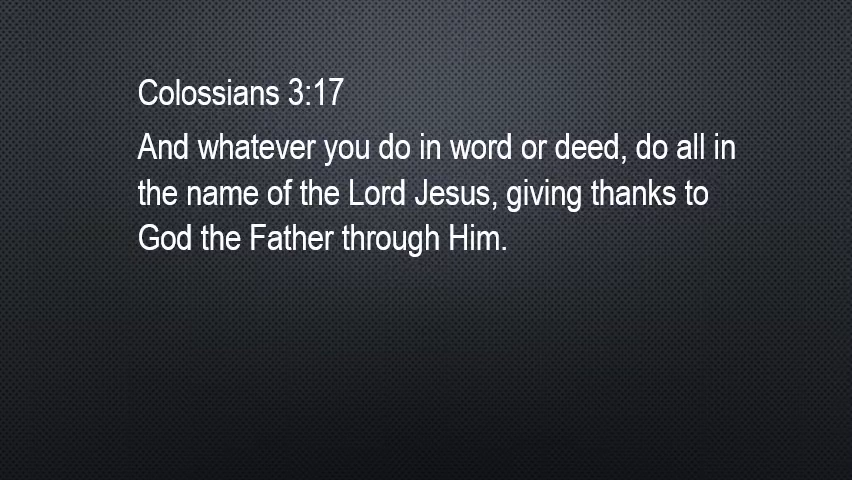 Colossians 3:17
And whatever you do in word or deed, do all in
the name of the Lord Jesus, giving thanks to
God the Father through Him.